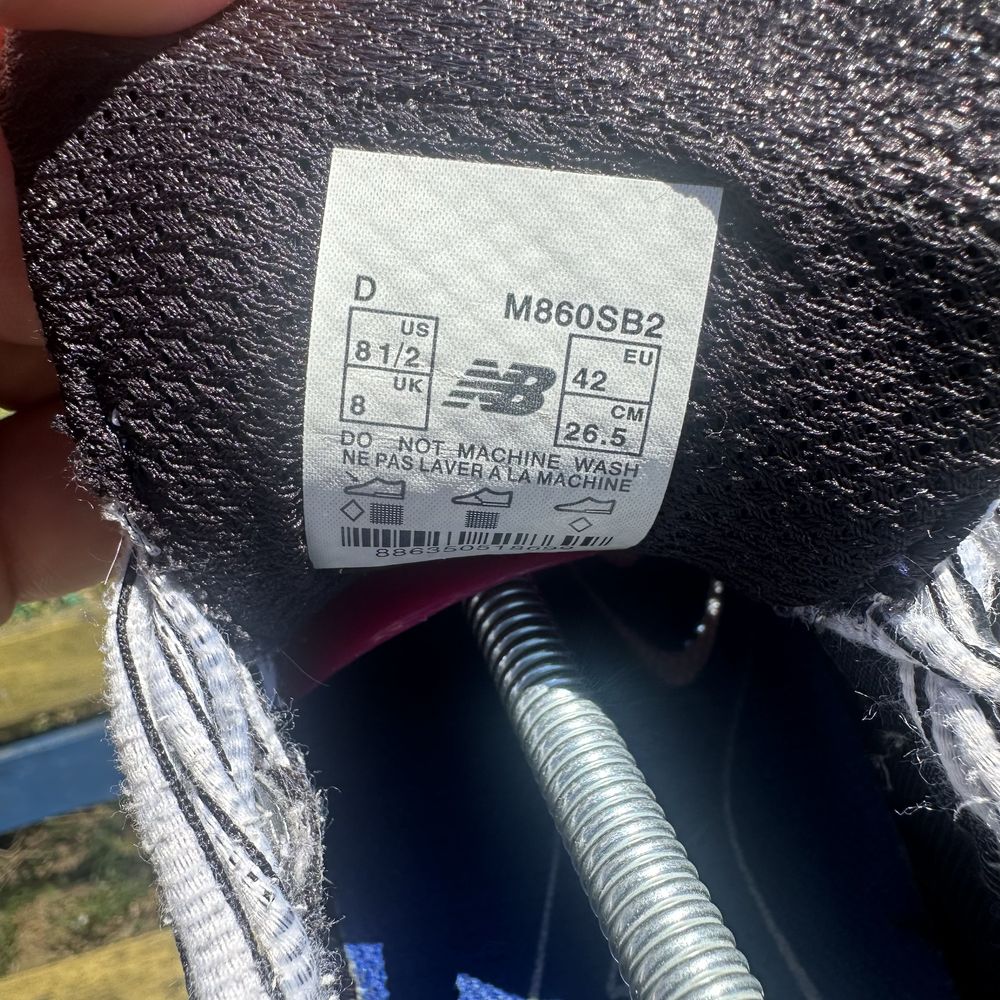 D
M860SB2
US
8 1/2
UK
8
NB
EU
42
CM
26.5
DO NOT MACHINE WASH
NE PAS LAVER A LA MACHINE